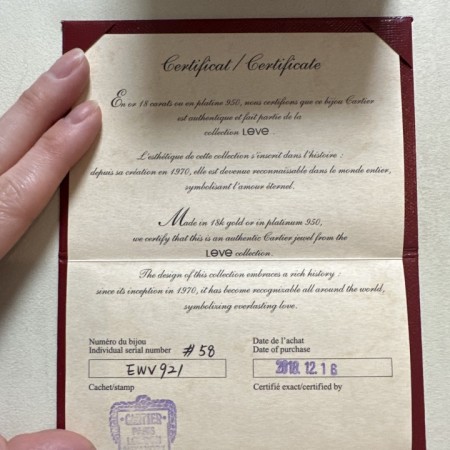 Certificat / Certificate
En or 18 carats ou en platine 950, nous certifions que ce bijou Cartier
est authentique et fait partie de la
collection LOVE
L'esthétique de cette collection s'inscrit dans l'histoire :
depuis sa création en 1970, elle est devenue reconnaissable dans le monde entier,
symbolisant l'amour éternel.
Made in 18k gold or in platinum 950,
we certify that this is an authentic Cartier jewel from the
LOVE collection.
The design of this collection embraces a rich history :
since its inception in 1970, it has become recognizable all around the world,
symbolizing everlasting love.
Numéro du bijou
Individual serial number # 58
EWV921
Date de l'achat
Date of purchase
2018.12.16
Cachet/stamp
Certifié exact/certified by
CARTIER
PARIS
LONDON